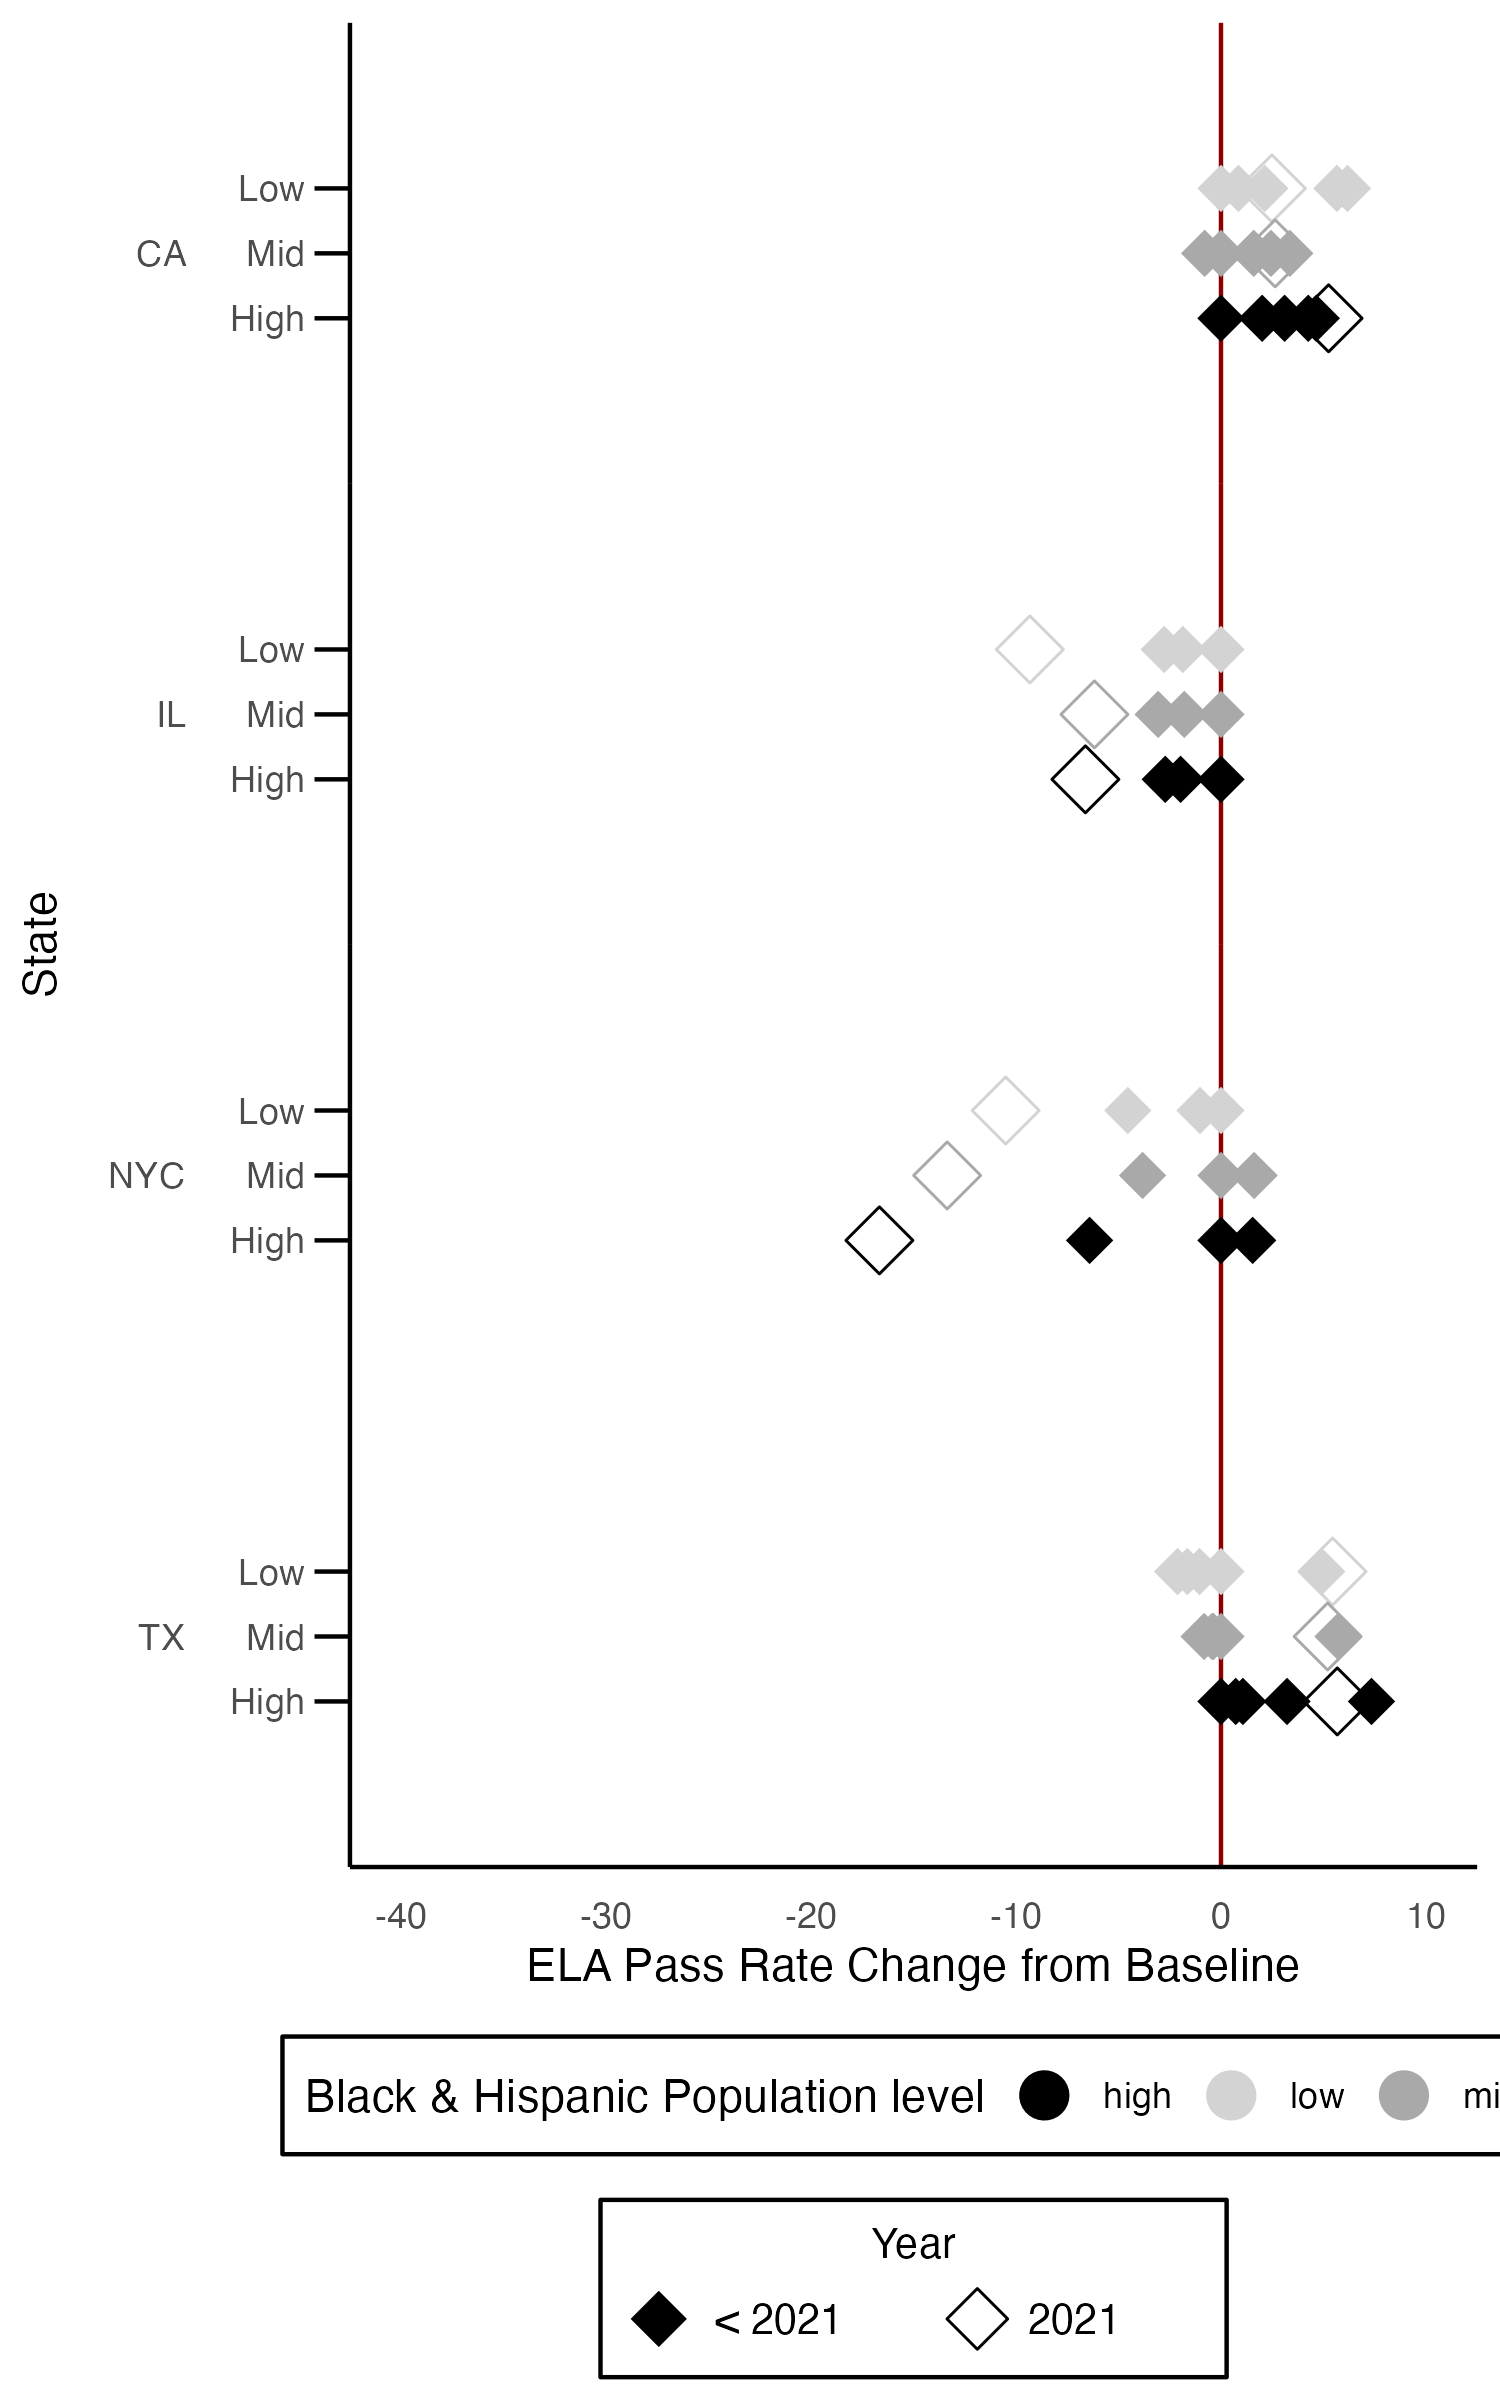 Low
CA Mid
High
Low
IL Mid
High
State
Low
NYC Mid
High
Low
TX Mid
High
-40 -30 -20 -10 0 10
ELA Pass Rate Change from Baseline
Black & Hispanic Population level high low mi
Year
< 2021 2021